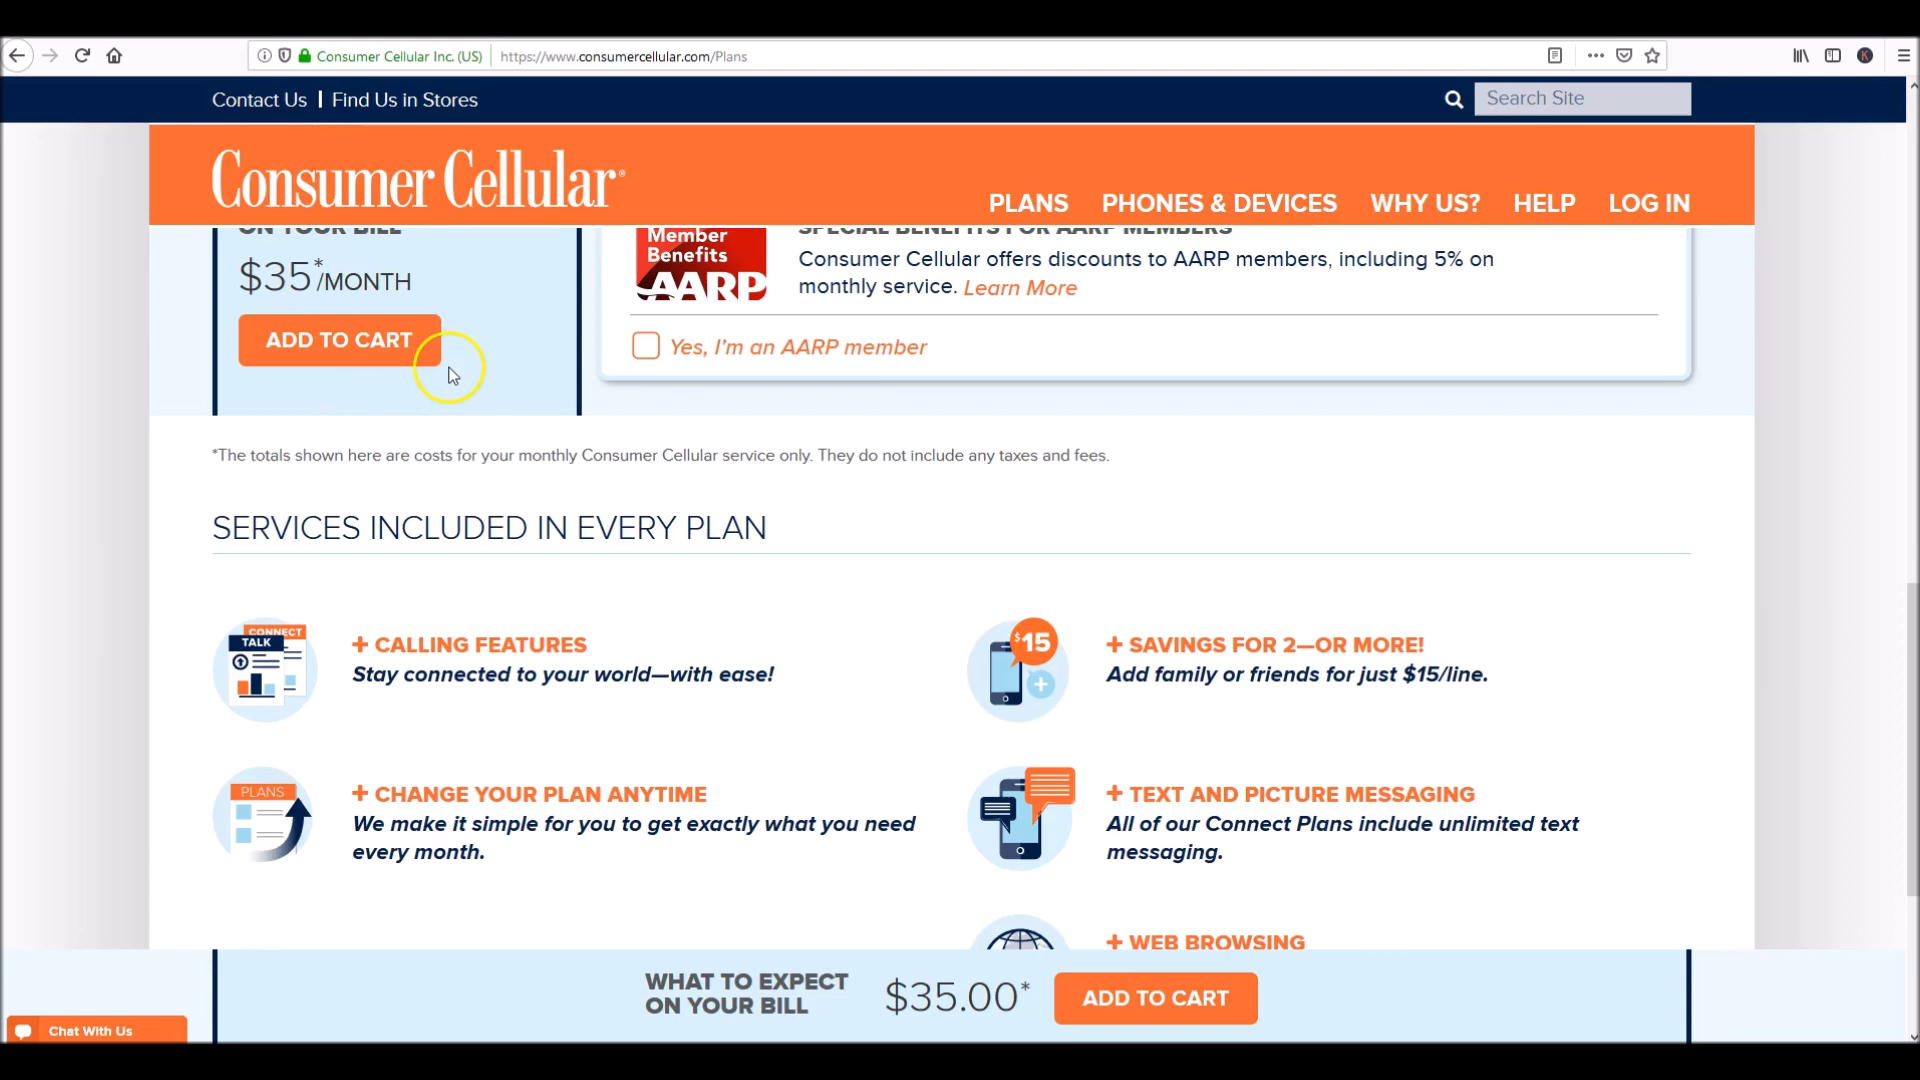 Consumer Cellular Inc. (US) https://www.consumercellular.com/Plans
K
Contact Us | Find Us in Stores
Search Site
Consumer Cellular®
PLANS PHONES & DEVICES WHY US? HELP LOG IN
ON YOUR BILL
$35*/MONTH
ADD TO CART
Member
Benefits
AARP
SPECIAL BENEFITS FOR AARP MEMBERS
Consumer Cellular offers discounts to AARP members, including 5% on
monthly service. Learn More
Yes, I'm an AARP member
*The totals shown here are costs for your monthly Consumer Cellular service only. They do not include any taxes and fees.
SERVICES INCLUDED IN EVERY PLAN
CONNECT
TALK
+ CALLING FEATURES
Stay connected to your world—with ease!
$15
+
+ SAVINGS FOR 2—OR MORE!
Add family or friends for just $15/line.
PLANS
+ CHANGE YOUR PLAN ANYTIME
We make it simple for you to get exactly what you need
every month.
+ TEXT AND PICTURE MESSAGING
All of our Connect Plans include unlimited text
messaging.
+ WEB BROWSING
WHAT TO EXPECT
ON YOUR BILL
$35.00*
ADD TO CART
Chat With Us